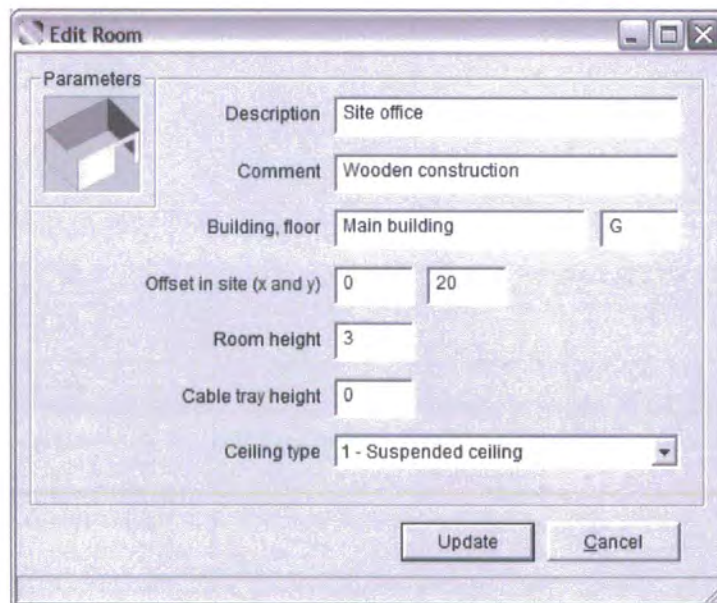 Edit Room
Parameters
Description Site office
Comment Wooden construction
Building, floor Main building G
Offset in site (x and y) 0 20
Room height 3
Cable tray height 0
Ceiling type 1 - Suspended ceiling
Update Cancel